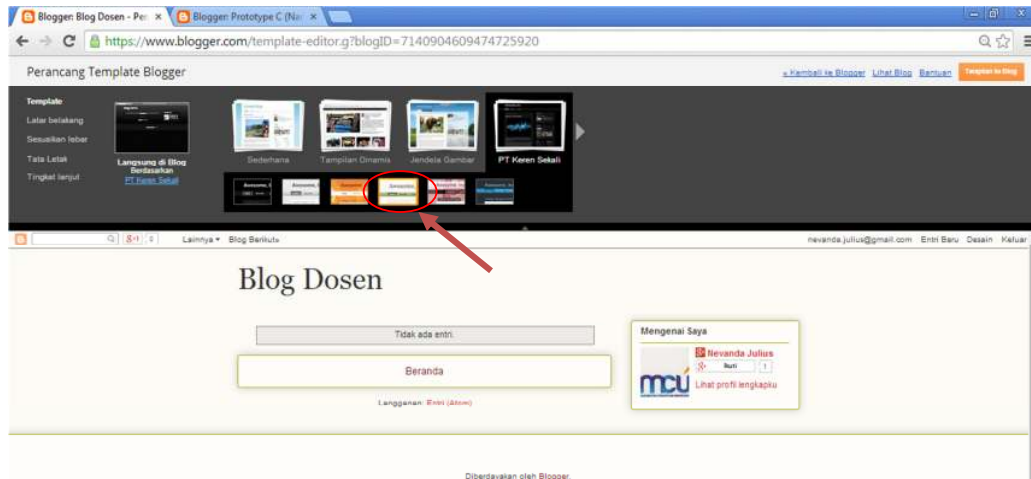 Blogger: Blog Dosen - Per
Blogger: Prototype C (Nar
https://www.blogger.com/template-editor.g?blogID=7140904609474725920
Perancang Template Blogger
« Kembali ke Blogger Lihat Blog Bantuan Terapkan ke Blog
Template
Latar belakang
Sesuaikan lebar
Tata Letak
Tingkat lanjut
Langsung di Blog
Berdasarkan
PT Keren Sekali
Sederhana
Tampilan Dinamis
Jendela Gambar
PT Keren Sekali
Lainnya Blog Berikut»
nevanda.julius@gmail.com Entri Baru Desain Keluar
Blog Dosen
Tidak ada entri.
Beranda
Langganan: Entri (Atom)
Mengenai Saya
Nevanda Julius
Ikuti 1
mcu
Lihat profil lengkapku
Diberdayakan oleh Blogger.